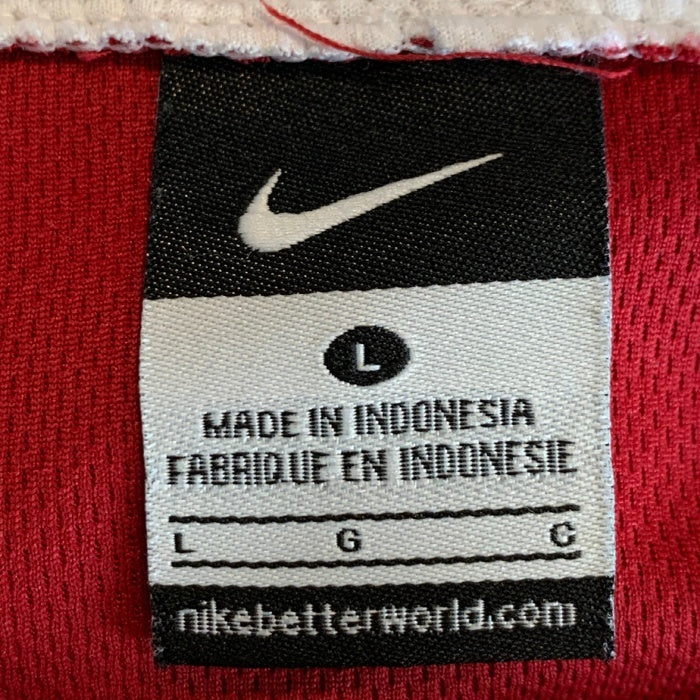 L
MADE IN INDONESIA
FABRIQUE EN INDONESIE
L G G
nikebetterworld.com